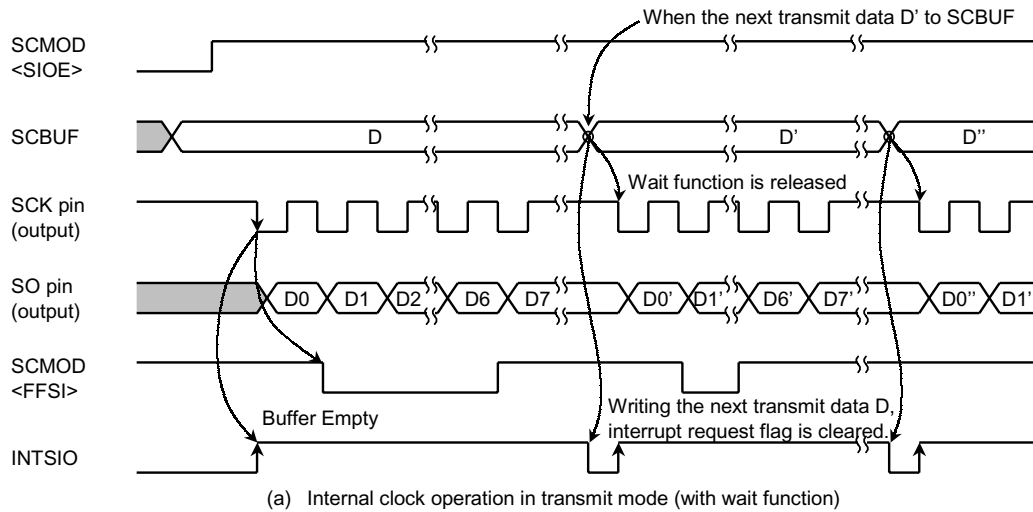 When the next transmit data D' to SCBUF
SCMOD
<SIOE>
SCBUF
D
D'
D''
Wait function is released
SCK pin
(output)
SO pin
(output)
D0
D1
D2
D6
D7
D0'
D1'
D6'
D7'
D0''
D1'
SCMOD
<FFSI>
Buffer Empty
Writing the next transmit data D,
interrupt request flag is cleared.
INTSIO
(a) Internal clock operation in transmit mode (with wait function)